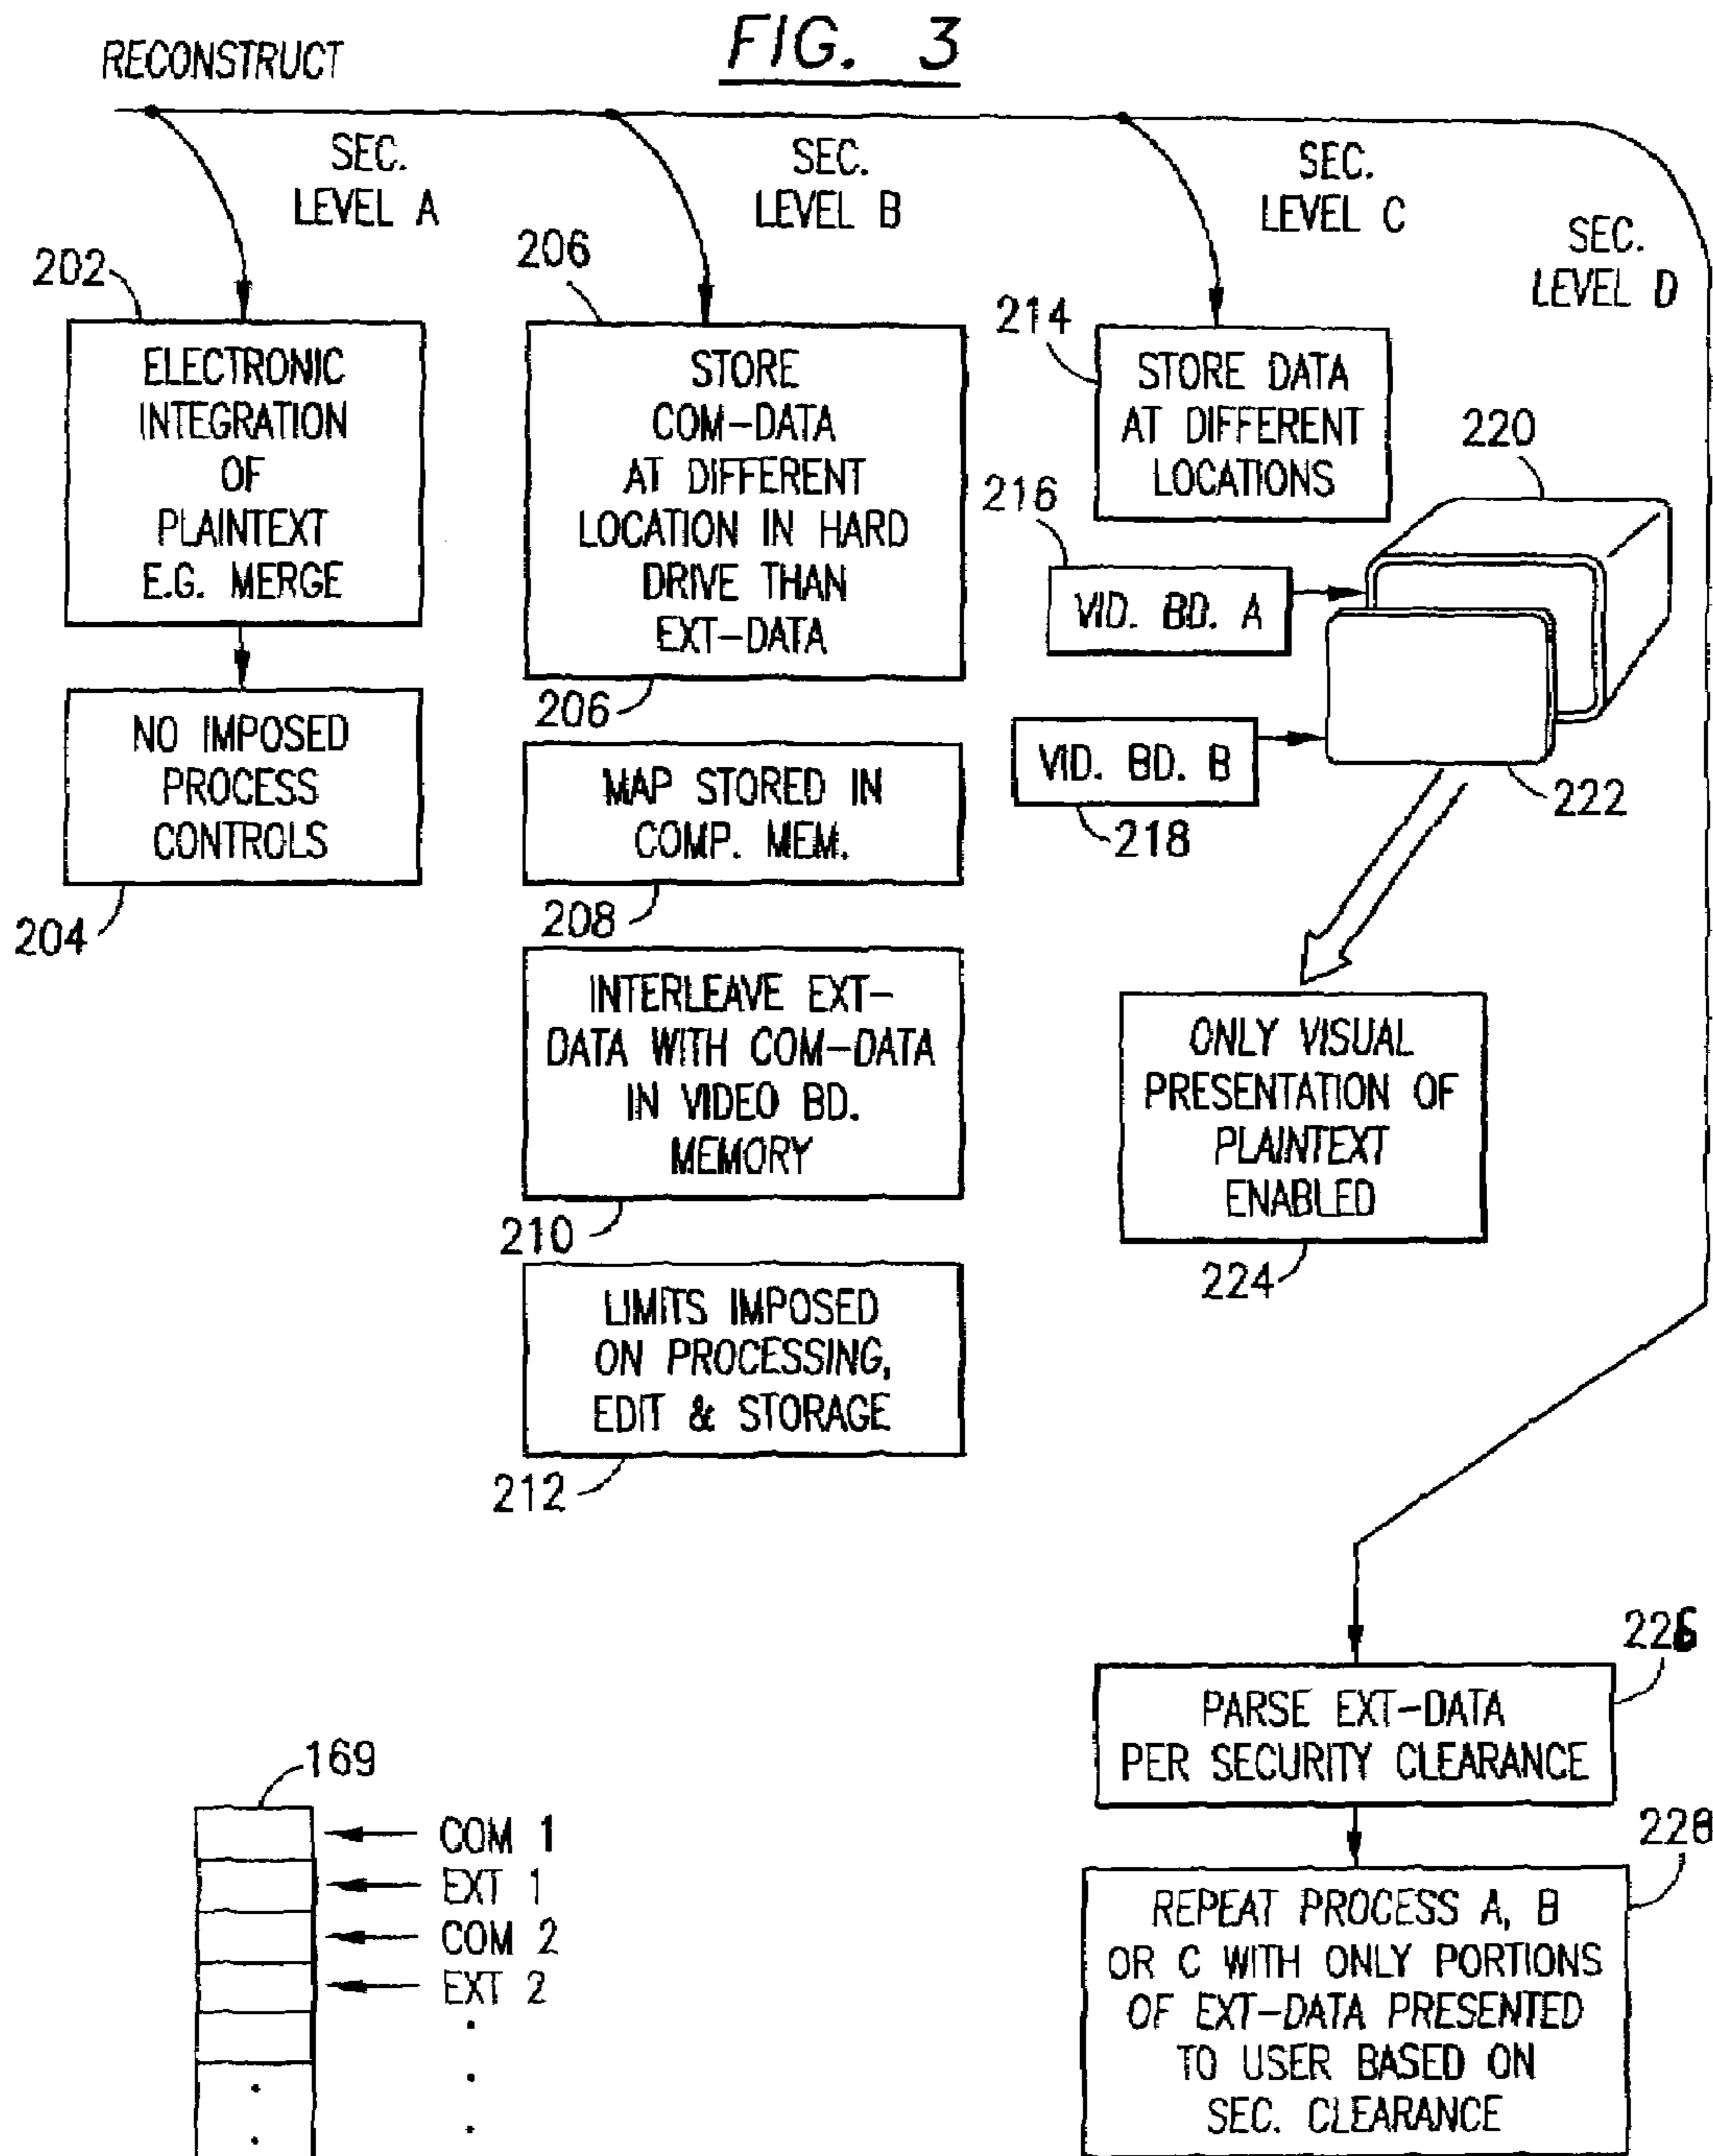 FIG. 3
RECONSTRUCT
SEC.
LEVEL A
SEC.
LEVEL B
SEC.
LEVEL C
SEC.
LEVEL D
202
ELECTRONIC
INTEGRATION
OF
PLAINTEXT
E.G. MERGE
NO IMPOSED
PROCESS
CONTROLS
204
206
STORE
COM-DATA
AT DIFFERENT
LOCATION IN HARD
DRIVE THAN
EXT-DATA
206
MAP STORED IN
COMP. MEM.
208
INTERLEAVE EXT-
DATA WITH COM-DATA
IN VIDEO BD.
MEMORY
210
LIMITS IMPOSED
ON PROCESSING,
EDIT & STORAGE
212
214
STORE DATA
AT DIFFERENT
LOCATIONS
216
VID. BD. A
220
VID. BD. B
218
222
ONLY VISUAL
PRESENTATION OF
PLAINTEXT
ENABLED
224
226
PARSE EXT-DATA
PER SECURITY CLEARANCE
228
REPEAT PROCESS A, B
OR C WITH ONLY PORTIONS
OF EXT-DATA PRESENTED
TO USER BASED ON
SEC. CLEARANCE
169
COM 1
EXT 1
COM 2
EXT 2